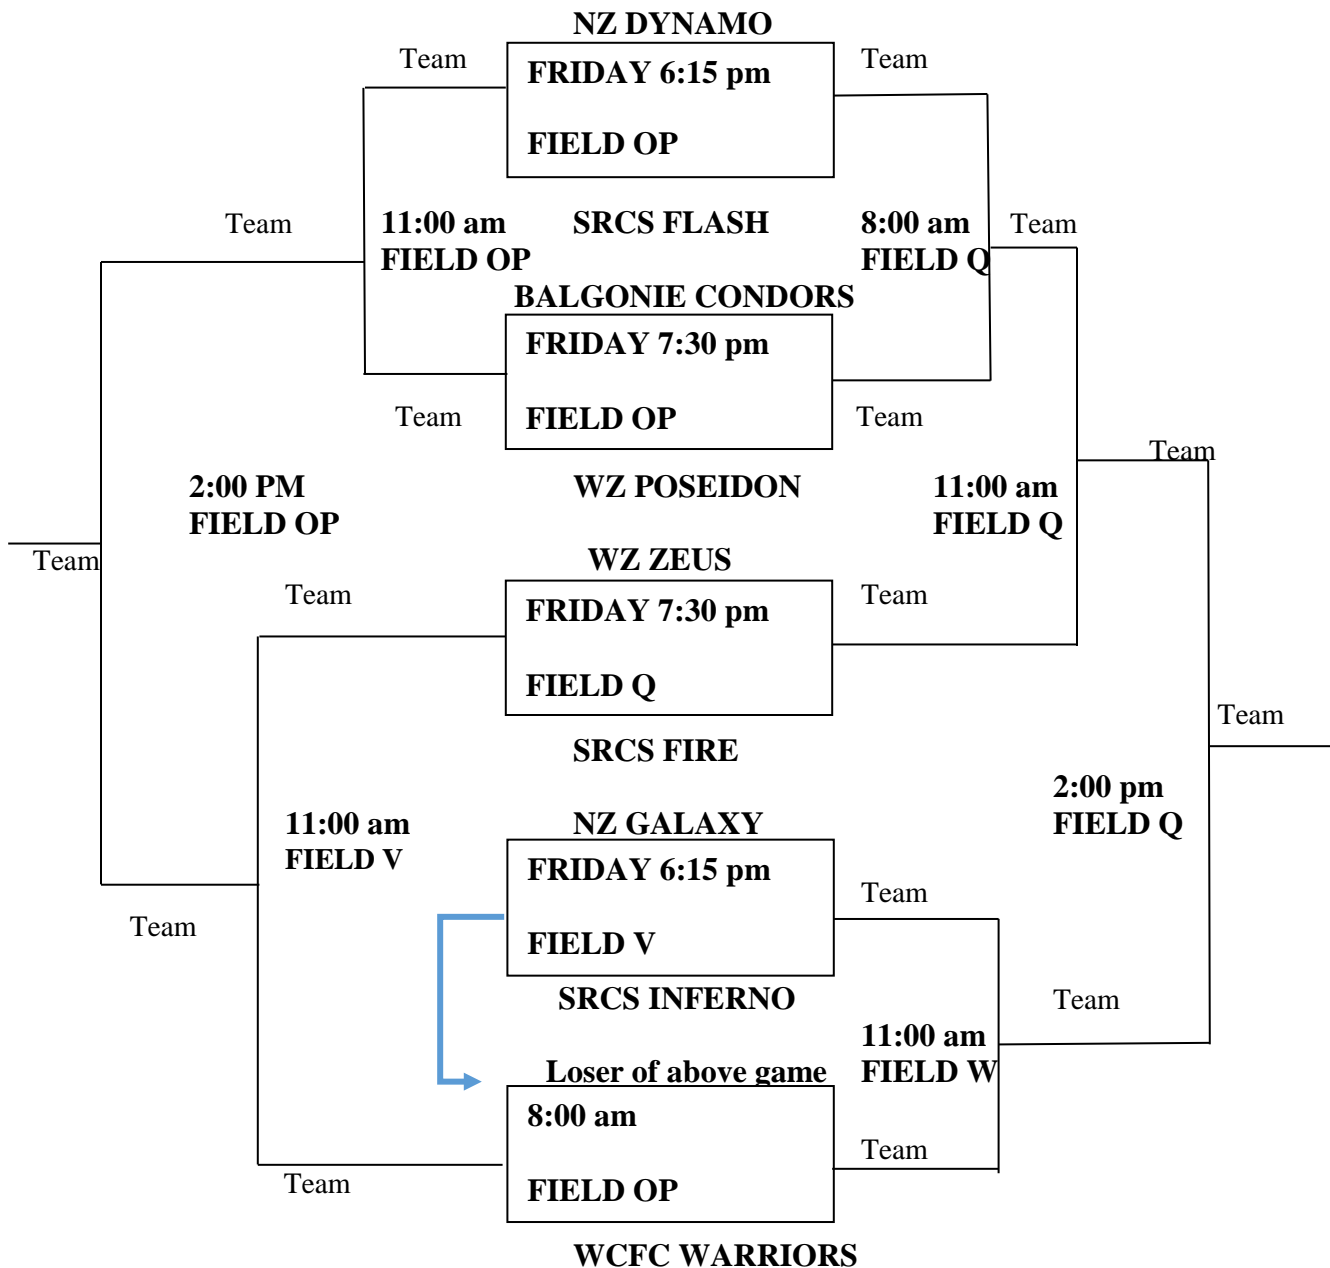 NZ DYNAMO
Team
FRIDAY 6:15 pm
Team
FIELD OP
Team
11:00 am
FIELD OP
SRCS FLASH
8:00 am
FIELD Q
Team
BALGONIE CONDORS
FRIDAY 7:30 pm
Team
FIELD OP
Team
Team
2:00 PM
FIELD OP
WZ POSEIDON
11:00 am
FIELD Q
Team
WZ ZEUS
Team
FRIDAY 7:30 pm
Team
FIELD Q
Team
SRCS FIRE
2:00 pm
FIELD Q
11:00 am
FIELD V
NZ GALAXY
FRIDAY 6:15 pm
Team
Team
FIELD V
SRCS INFERNO
Team
11:00 am
FIELD W
Loser of above game
8:00 am
Team
Team
FIELD OP
WCFC WARRIORS